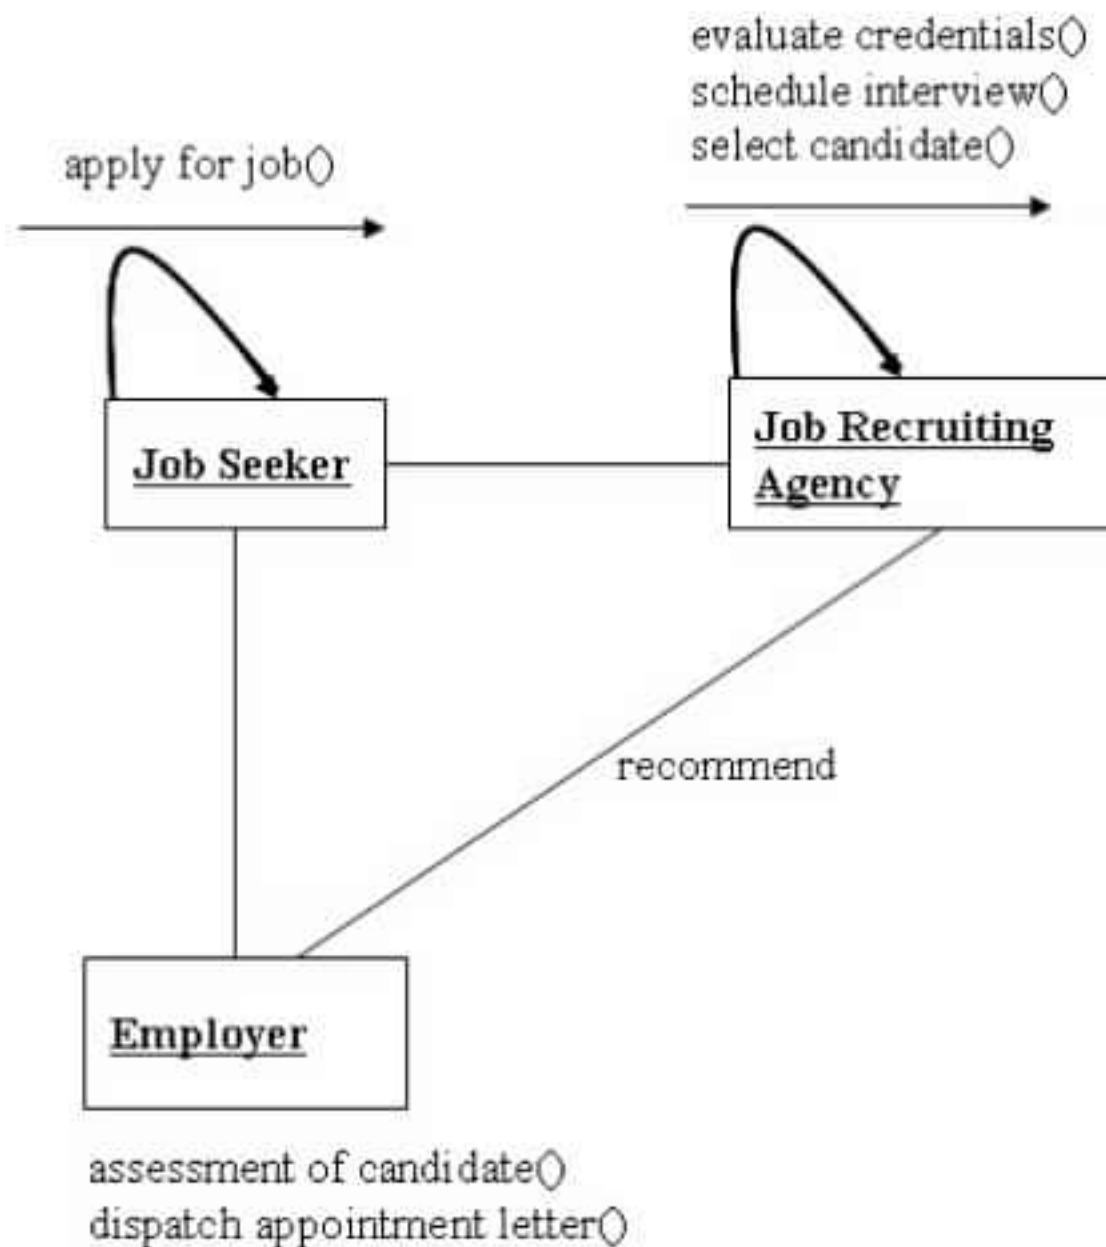 evaluate credentials()
schedule interview()
select candidate()
apply for job()
Job Seeker
Job Recruiting
Agency
recommend
Employer
assessment of candidate()
dispatch appointment letter()